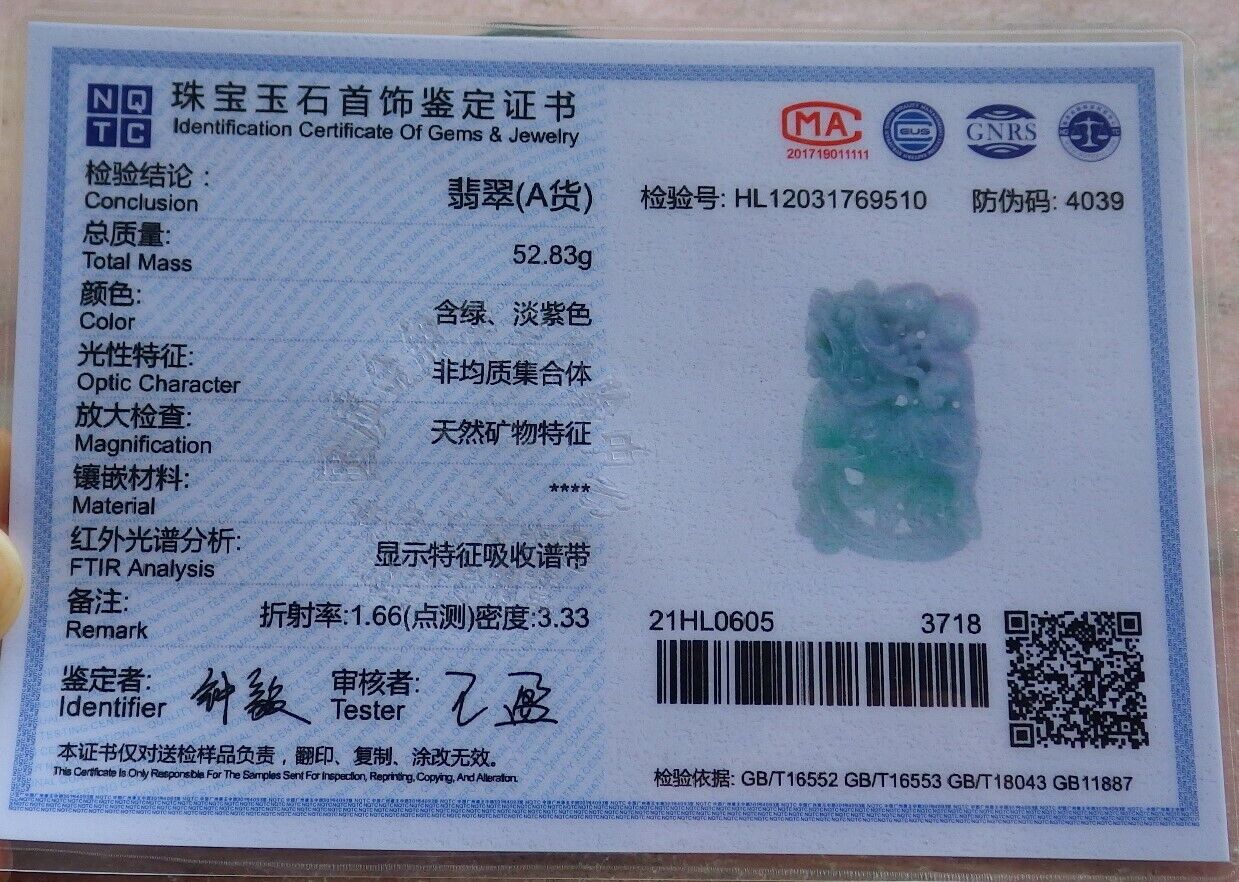 NQ
TC
珠宝玉石首饰鉴定证书
Identification Certificate Of Gems & Jewelry
检验结论：
Conclusion
翡翠(A货)
总质量:
Total Mass
52.83g
颜色:
Color
含绿、淡紫色
光性特征:
Optic Character
非均质集合体
放大检查:
Magnification
天然矿物特征
镶嵌材料:
Material
****
红外光谱分析:
FTIR Analysis
显示特征吸收谱带
备注:
Remark
折射率:1.66(点测)密度:3.33
鉴定者:
Identifier
审核者:
Tester
本证书仅对送检样品负责，翻印、复制、涂改无效。
This Certificate Is Only Responsible For The Samples Sent For Inspection, Reprinting, Copying, And Alteration.
MA
201719011111
GNRS
检验号: HL12031769510
防伪码: 4039
21HL0605
3718
检验依据: GB/T16552 GB/T16553 GB/T18043 GB11887